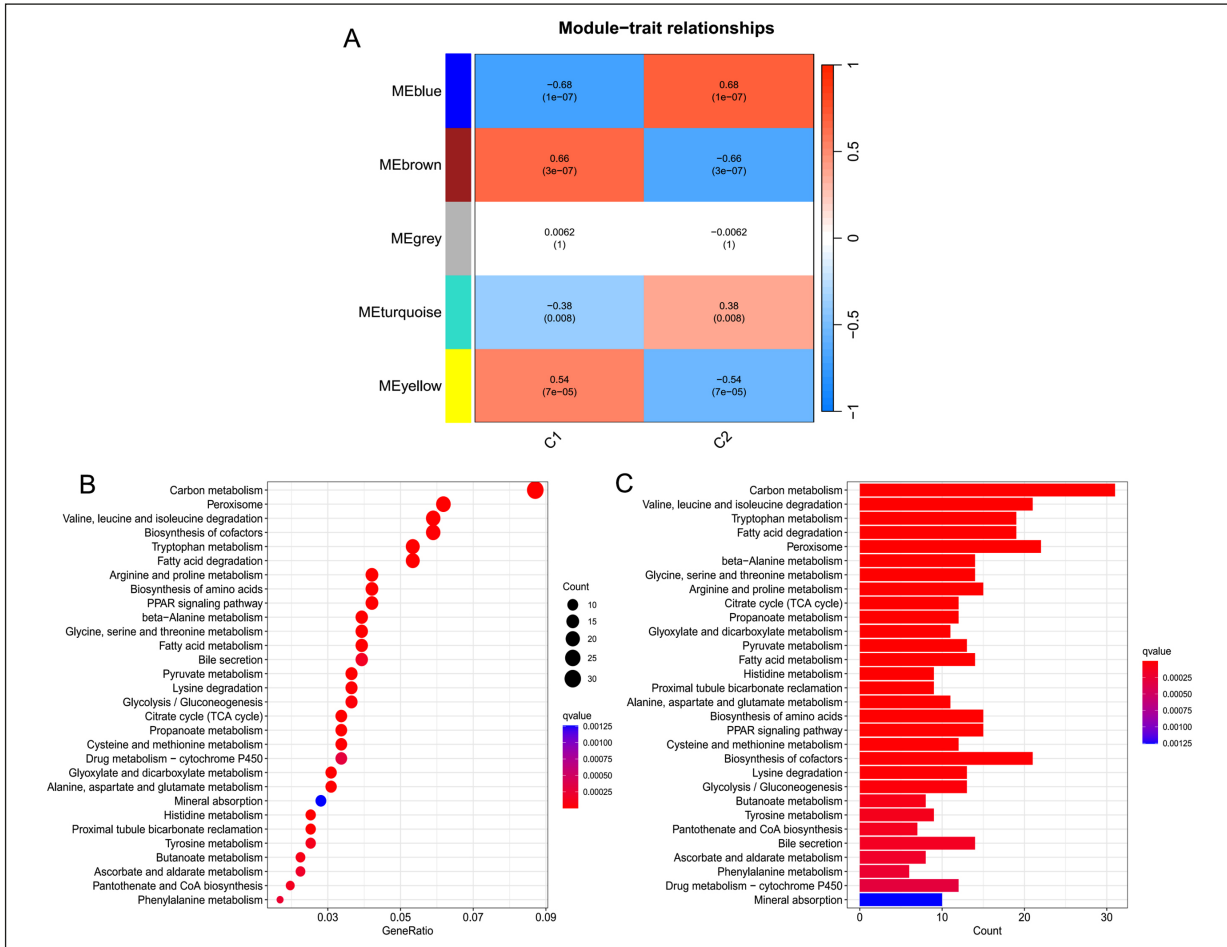 A
Module−trait relationships
MEblue
−0.68
(1e−07)
0.68
(1e−07)
MEbrown
0.66
(3e−07)
−0.66
(3e−07)
MEgrey
0.0062
(1)
−0.0062
(1)
MEturquoise
−0.38
(0.008)
0.38
(0.008)
MEyellow
0.54
(7e−05)
−0.54
(7e−05)
C1
C2
1
0.5
0
−0.5
−1
B
Carbon metabolism
Peroxisome
Valine, leucine and isoleucine degradation
Biosynthesis of cofactors
Tryptophan metabolism
Fatty acid degradation
Arginine and proline metabolism
Biosynthesis of amino acids
PPAR signaling pathway
beta−Alanine metabolism
Glycine, serine and threonine metabolism
Fatty acid metabolism
Bile secretion
Pyruvate metabolism
Lysine degradation
Glycolysis / Gluconeogenesis
Citrate cycle (TCA cycle)
Propanoate metabolism
Cysteine and methionine metabolism
Drug metabolism − cytochrome P450
Glyoxylate and dicarboxylate metabolism
Alanine, aspartate and glutamate metabolism
Mineral absorption
Histidine metabolism
Proximal tubule bicarbonate reclamation
Tyrosine metabolism
Butanoate metabolism
Ascorbate and aldarate metabolism
Pantothenate and CoA biosynthesis
Phenylalanine metabolism
0.03
0.05
0.07
0.09
GeneRatio
Count
10
15
20
25
30
qvalue
0.00125
0.00100
0.00075
0.00050
0.00025
C
Carbon metabolism
Valine, leucine and isoleucine degradation
Tryptophan metabolism
Fatty acid degradation
Peroxisome
beta−Alanine metabolism
Glycine, serine and threonine metabolism
Arginine and proline metabolism
Citrate cycle (TCA cycle)
Propanoate metabolism
Glyoxylate and dicarboxylate metabolism
Pyruvate metabolism
Fatty acid metabolism
Histidine metabolism
Proximal tubule bicarbonate reclamation
Alanine, aspartate and glutamate metabolism
Biosynthesis of amino acids
PPAR signaling pathway
Cysteine and methionine metabolism
Biosynthesis of cofactors
Lysine degradation
Glycolysis / Gluconeogenesis
Butanoate metabolism
Tyrosine metabolism
Pantothenate and CoA biosynthesis
Bile secretion
Ascorbate and aldarate metabolism
Phenylalanine metabolism
Drug metabolism − cytochrome P450
Mineral absorption
0
10
20
30
Count
qvalue
0.00025
0.00050
0.00075
0.00100
0.00125